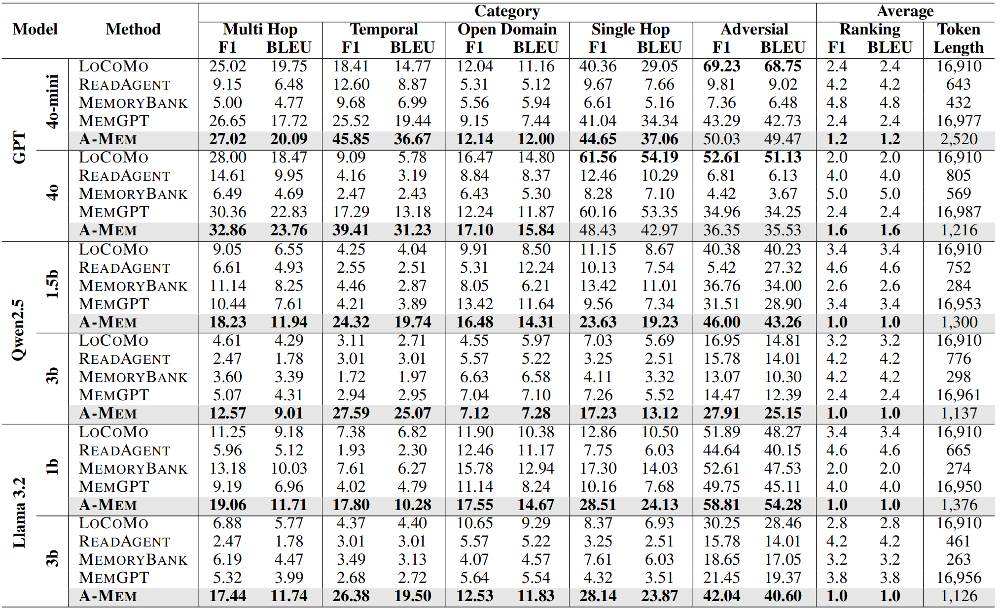 Category Average
Model Method Multi Hop Temporal Open Domain Single Hop Adversial Ranking Token
F1 BLEU F1 BLEU F1 BLEU F1 BLEU F1 BLEU F1 BLEU Length
GPT
4o-mini
LOCOMO 25.02 19.75 18.41 14.77 12.04 11.16 40.36 29.05 69.23 68.75 2.4 2.4 16,910
READAGENT 9.15 6.48 12.60 8.87 5.31 5.12 9.67 7.66 9.81 9.02 4.2 4.2 643
MEMORYBANK 5.00 4.77 9.68 6.99 5.56 5.94 6.61 5.16 7.36 6.48 4.8 4.8 432
MEMGPT 26.65 17.72 25.52 19.44 9.15 7.44 41.04 34.34 43.29 42.73 2.4 2.4 16,977
A-MEM 27.02 20.09 45.85 36.67 12.14 12.00 44.65 37.06 50.03 49.47 1.2 1.2 2,520
4o
LOCOMO 28.00 18.47 9.09 5.78 16.47 14.80 61.56 54.19 52.61 51.13 2.0 2.0 16,910
READAGENT 14.61 9.95 4.16 3.19 8.84 8.37 12.46 10.29 6.81 6.13 4.0 4.0 805
MEMORYBANK 6.49 4.69 2.47 2.43 6.43 5.30 8.28 7.10 4.42 3.67 5.0 5.0 569
MEMGPT 30.36 22.83 17.29 13.18 12.24 11.87 60.16 53.35 34.96 34.25 2.4 2.4 16,987
A-MEM 32.86 23.76 39.41 31.23 17.10 15.84 48.43 42.97 36.35 35.53 1.6 1.6 1,216
Qwen2.5
1.5b
LOCOMO 9.05 6.55 4.25 4.04 9.91 8.50 11.15 8.67 40.38 40.23 3.4 3.4 16,910
READAGENT 6.61 4.93 2.55 2.51 5.31 12.24 10.13 7.54 5.42 27.32 4.6 4.6 752
MEMORYBANK 11.14 8.25 4.46 2.87 8.05 6.21 13.42 11.01 36.76 34.00 2.6 2.6 284
MEMGPT 10.44 7.61 4.21 3.89 13.42 11.64 9.56 7.34 31.51 28.90 3.4 3.4 16,953
A-MEM 18.23 11.94 24.32 19.74 16.48 14.31 23.63 19.23 46.00 43.26 1.0 1.0 1,300
3b
LOCOMO 4.61 4.29 3.11 2.71 4.55 5.97 7.03 5.69 16.95 14.81 3.2 3.2 16,910
READAGENT 2.47 1.78 3.01 3.01 5.57 5.22 3.25 2.51 15.78 14.01 4.2 4.2 776
MEMORYBANK 3.60 3.39 1.72 1.97 6.63 6.58 4.11 3.32 13.07 10.30 4.2 4.2 298
MEMGPT 5.07 4.31 2.94 2.95 7.04 7.10 7.26 5.52 14.47 12.39 2.4 2.4 16,961
A-MEM 12.57 9.01 27.59 25.07 7.12 7.28 17.23 13.12 27.91 25.15 1.0 1.0 1,137
Llama 3.2
1b
LOCOMO 11.25 9.18 7.38 6.82 11.90 10.38 12.86 10.50 51.89 48.27 3.4 3.4 16,910
READAGENT 5.96 5.12 1.93 2.30 12.46 11.17 7.75 6.03 44.64 40.15 4.6 4.6 665
MEMORYBANK 13.18 10.03 7.61 6.27 15.78 12.94 17.30 14.03 52.61 47.53 2.0 2.0 274
MEMGPT 9.19 6.96 4.02 4.79 11.14 8.24 10.16 7.68 49.75 45.11 4.0 4.0 16,950
A-MEM 19.06 11.71 17.80 10.28 17.55 14.67 28.51 24.13 58.81 54.28 1.0 1.0 1,376
3b
LOCOMO 6.88 5.77 4.37 4.40 10.65 9.29 8.37 6.93 30.25 28.46 2.8 2.8 16,910
READAGENT 2.47 1.78 3.01 3.01 5.57 5.22 3.25 2.51 15.78 14.01 4.2 4.2 461
MEMORYBANK 6.19 4.47 3.49 3.13 4.07 4.57 7.61 6.03 18.65 17.05 3.2 3.2 263
MEMGPT 5.32 3.99 2.68 2.72 5.64 5.54 4.32 3.51 21.45 19.37 3.8 3.8 16,956
A-MEM 17.44 11.74 26.38 19.50 12.53 11.83 28.14 23.87 42.04 40.60 1.0 1.0 1,126